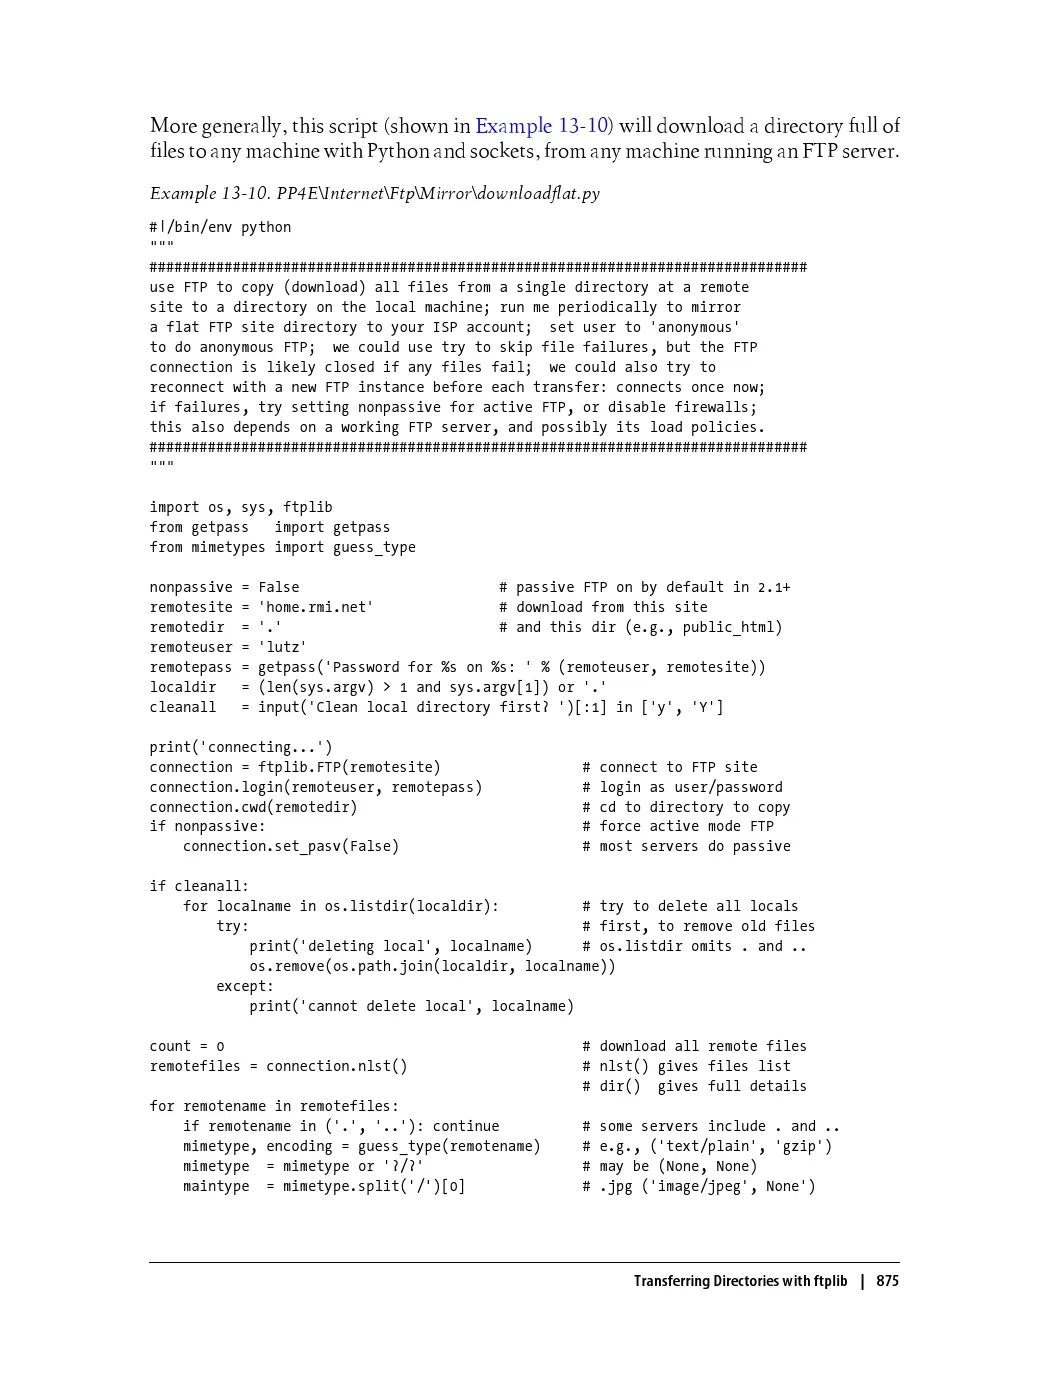 More generally, this script (shown in Example 13-10) will download a directory full of
files to any machine with Python and sockets, from any machine running an FTP server.
Example 13-10. PP4E\Internet\Ftp\Mirror\downloadflat.py
#!/bin/env python
"""
###############################################################################
use FTP to copy (download) all files from a single directory at a remote
site to a directory on the local machine; run me periodically to mirror
a flat FTP site directory to your ISP account;  set user to 'anonymous'
to do anonymous FTP;  we could use try to skip file failures, but the FTP
connection is likely closed if any files fail;  we could also try to
reconnect with a new FTP instance before each transfer: connects once now;
if failures, try setting nonpassive for active FTP, or disable firewalls;
this also depends on a working FTP server, and possibly its load policies.
###############################################################################
"""
import os, sys, ftplib
from getpass   import getpass
from mimetypes import guess_type
nonpassive = False                        # passive FTP on by default in 2.1+
remotesite = 'home.rmi.net'               # download from this site
remotedir  = '.'                          # and this dir (e.g., public_html)
remoteuser = 'lutz'
remotepass = getpass('Password for %s on %s: ' % (remoteuser, remotesite))
localdir   = (len(sys.argv) > 1 and sys.argv[1]) or '.'
cleanall   = input('Clean local directory first? ')[:1] in ['y', 'Y']
print('connecting...')
connection = ftplib.FTP(remotesite)                 # connect to FTP site
connection.login(remoteuser, remotepass)            # login as user/password
connection.cwd(remotedir)                           # cd to directory to copy
if nonpassive:                                      # force active mode FTP
    connection.set_pasv(False)                      # most servers do passive
if cleanall:
    for localname in os.listdir(localdir):          # try to delete all locals
        try:                                        # first, to remove old files
            print('deleting local', localname)      # os.listdir omits . and ..
            os.remove(os.path.join(localdir, localname))
        except:
            print('cannot delete local', localname)
count = 0                                           # download all remote files
remotefiles = connection.nlst()                     # nlst() gives files list
                                                    # dir()  gives full details
for remotename in remotefiles:
    if remotename in ('.', '..'): continue          # some servers include . and ..
    mimetype, encoding = guess_type(remotename)     # e.g., ('text/plain', 'gzip')
    mimetype  = mimetype or '?/?'                   # may be (None, None)
    maintype  = mimetype.split('/')[0]              # .jpg ('image/jpeg', None')
Transferring Directories with ftplib | 875